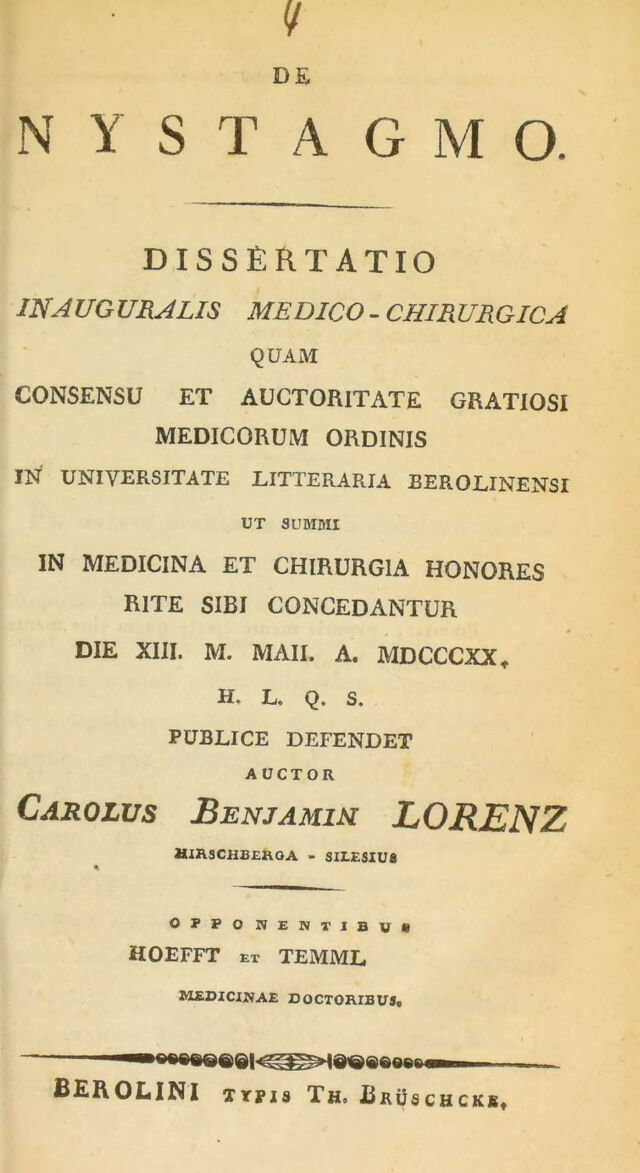 4
DE
NYSTAGMO.
DISSERTATIO
INAUGURALIS MEDICO-CHIRURGICA
QUAM
CONSENSU ET AUCTORITATE GRATIOSI
MEDICORUM ORDINIS
IN UNIVERSITATE LITTERARIA BEROLINENSI
UT SUMMI
IN MEDICINA ET CHIRURGIA HONORES
RITE SIBI CONCEDANTUR
DIE XIII. M. MAII. A. MDCCCXX.
H. L. Q. S.
PUBLICE DEFENDET
AUCTOR
CAROLUS BENJAMIN LORENZ
HIRSCHBERGA - SILESIUS
OPPONENTIBUS
HOEFFT ET TEMML
MEDICINAE DOCTORIBUS.
BEROLINI TYPIS TH. BRÜSCHCKE.